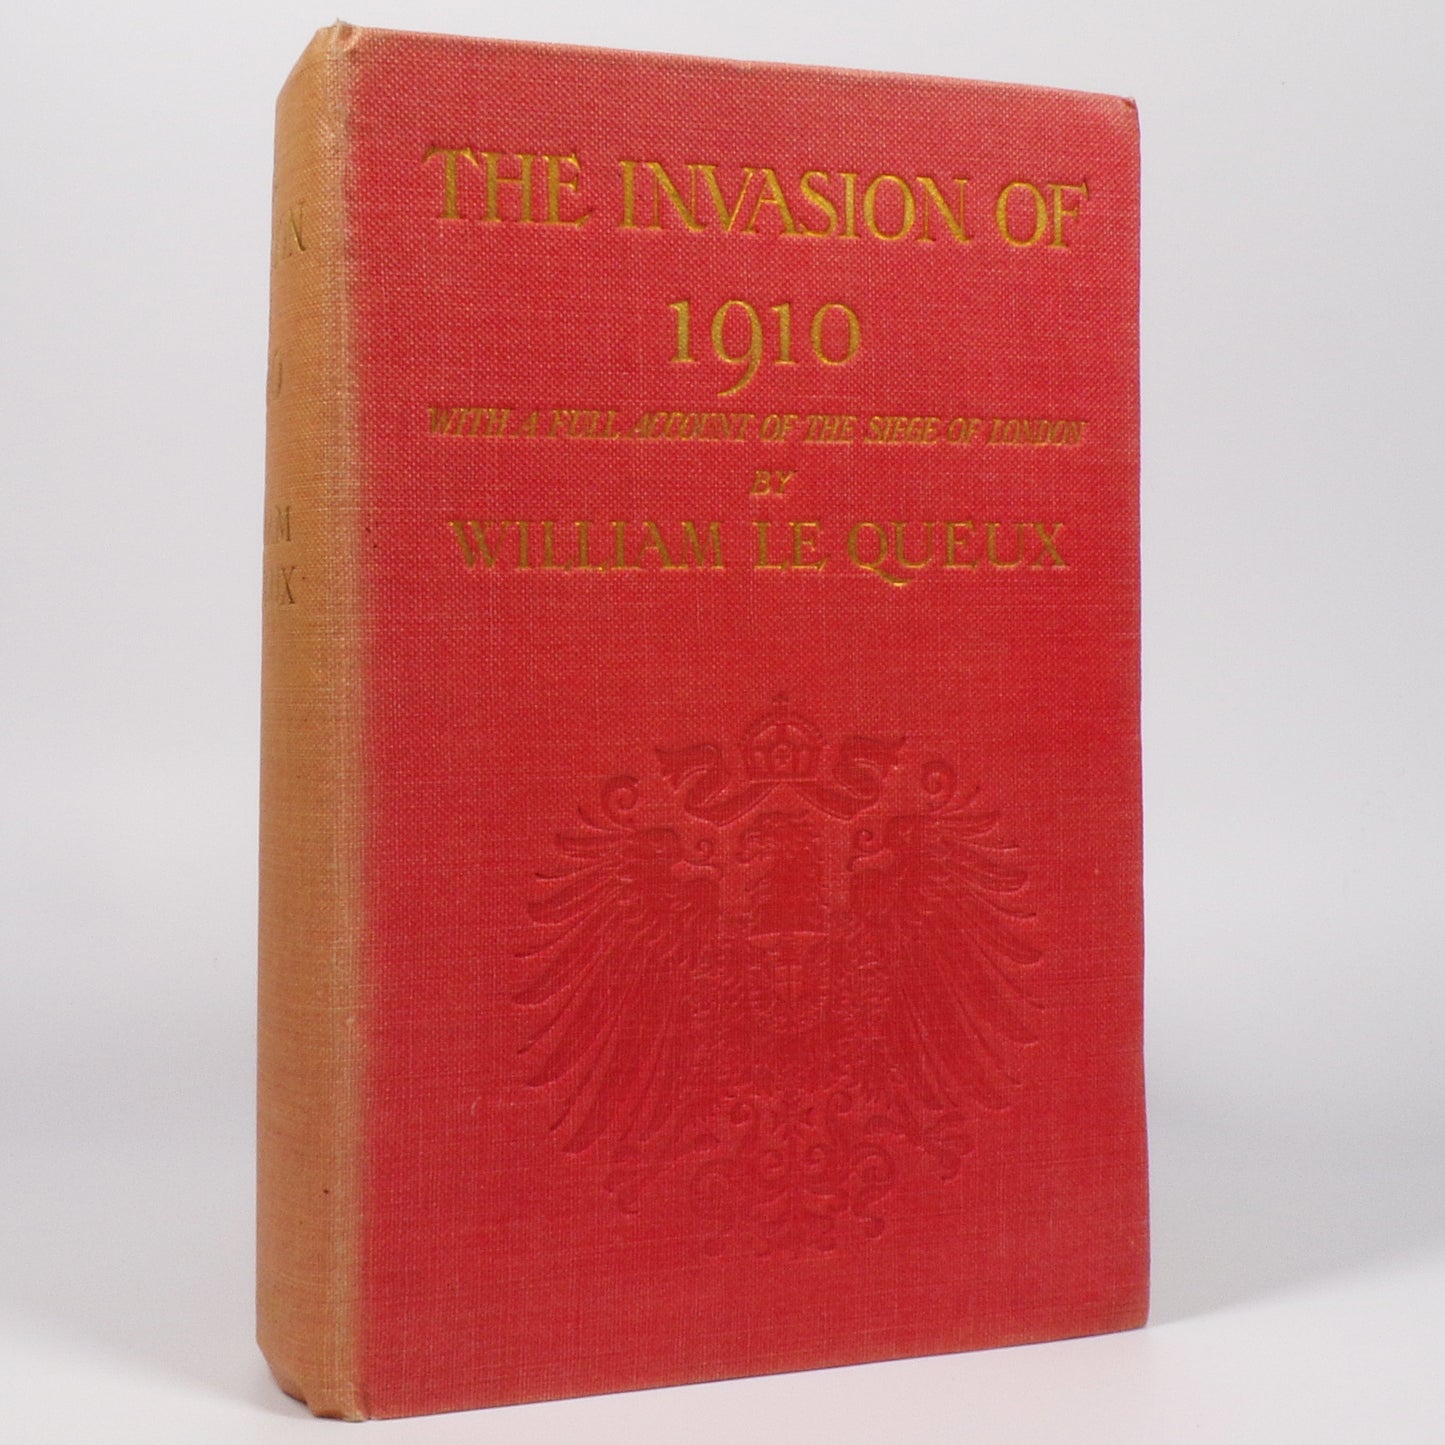 THE INVASION OF
1910
WITH A FULL ACCOUNT OF THE SIEGE OF LONDON
BY
WILLIAM LE QUEUX